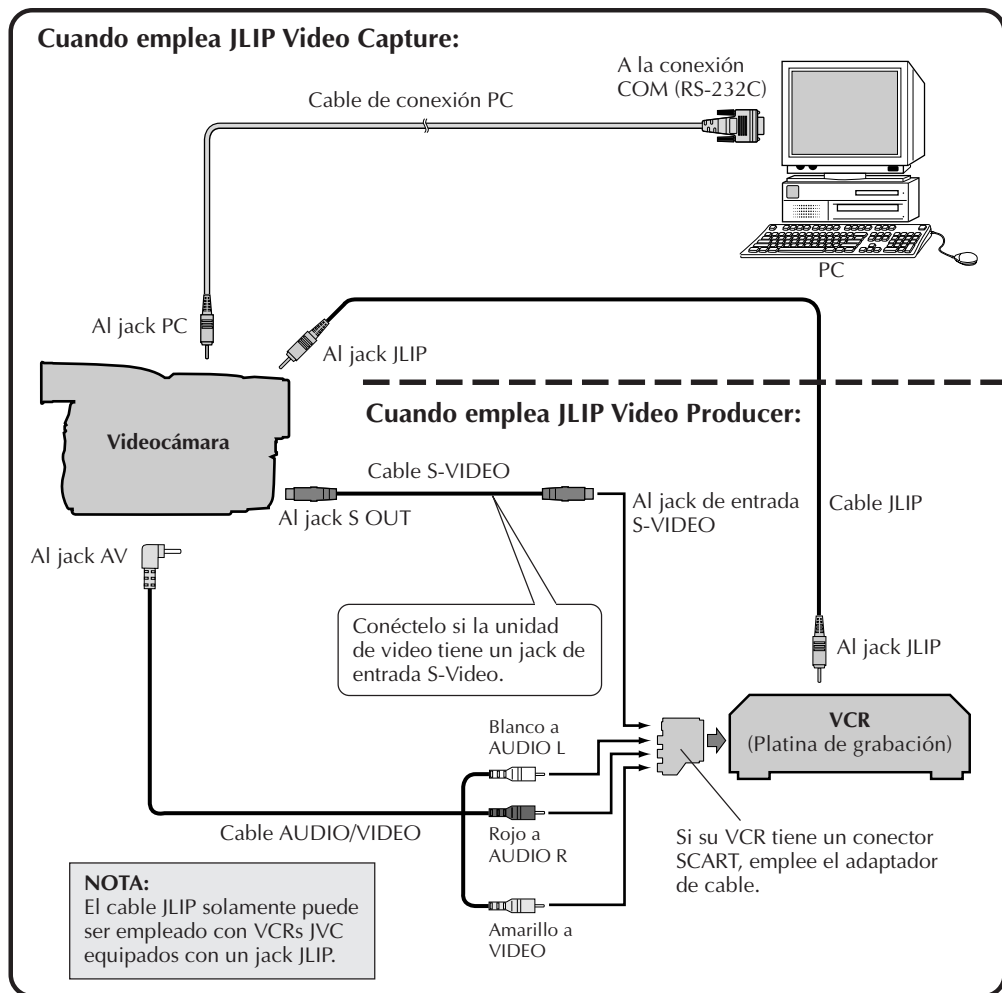 Cuando emplea JLIP Video Capture:
A la conexión
COM (RS-232C)
Cable de conexión PC
PC
Al jack PC
Al jack JLIP
Cuando emplea JLIP Video Producer:
Videocámara
Cable S-VIDEO
Al jack S OUT
Al jack de entrada
S-VIDEO
Cable JLIP
Al jack AV
Conéctelo si la unidad
de video tiene un jack de
entrada S-Video.
Al jack JLIP
Blanco a
AUDIO L
VCR
(Platina de grabación)
Cable AUDIO/VIDEO
Rojo a
AUDIO R
Si su VCR tiene un conector
SCART, emplee el adaptador
de cable.
NOTA:
El cable JLIP solamente puede
ser empleado con VCRs JVC
equipados con un jack JLIP.
Amarillo a
VIDEO